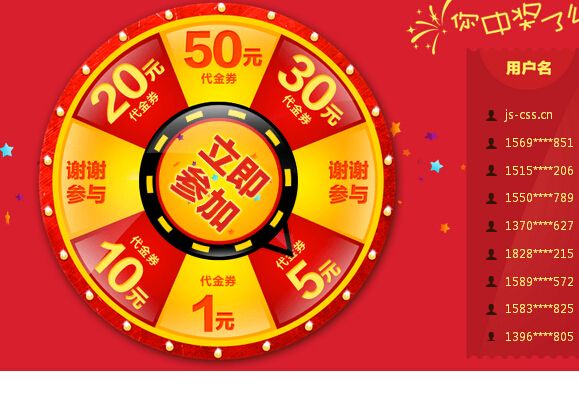 50元
代金券
30元
代金券
谢谢
参与
5元
代金券
代金券
1元
代金券
10元
谢谢
参与
20元
代金券
立即
参加
你中奖了
用户名
js-css.cn
1569****851
1515****206
1550****789
1370****627
1828****215
1589****572
1583****825
1396****805